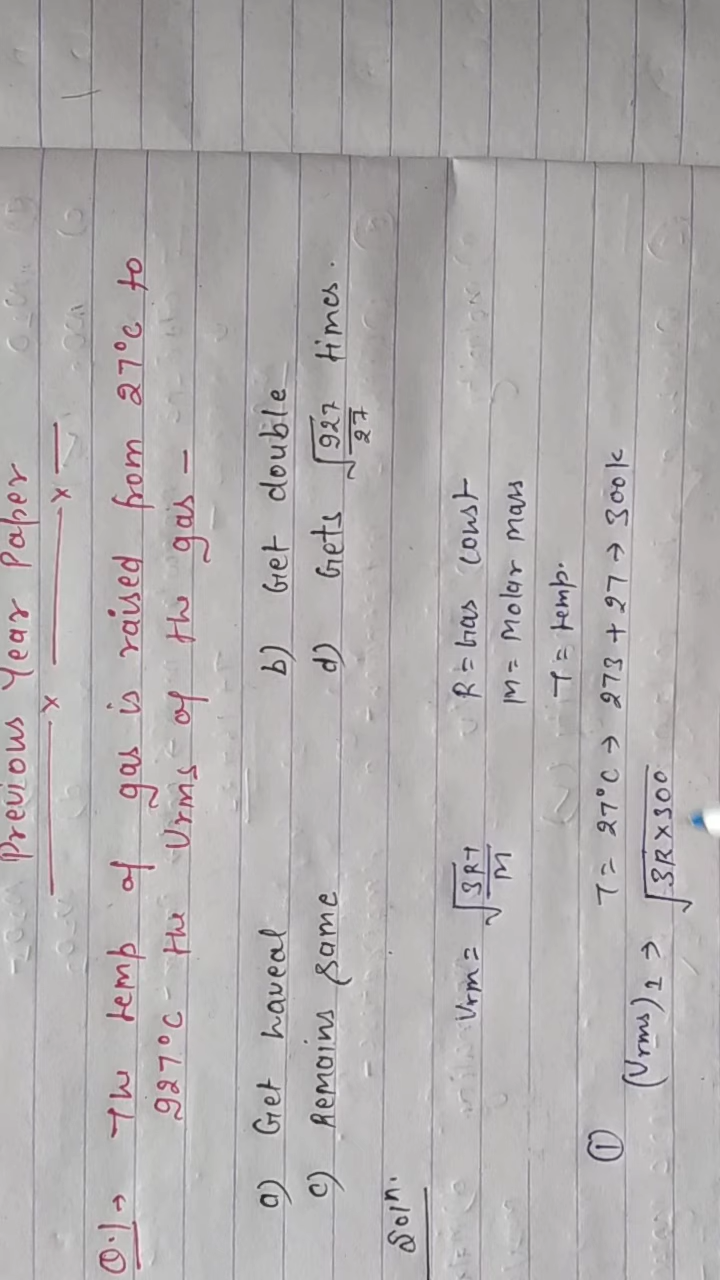 Previous Year Paper
x x
Q.1→ The temp of gas is raised from 27°C to
927°C the Vrms of the gas –
a) Get haveal b) Get double
c) Remains same d) Gets √927/27 times.
Soln.
Vrm = √3RT/M R = Gas const
M = Molar mass
T = temp.
① T = 27°C → 273 + 27 → 300k
(Vrms)1 → √3R×300